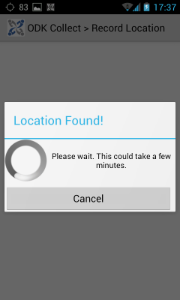 83 17:37
ODK Collect > Record Location
Location Found!
Please wait. This could take a few
minutes.
Cancel